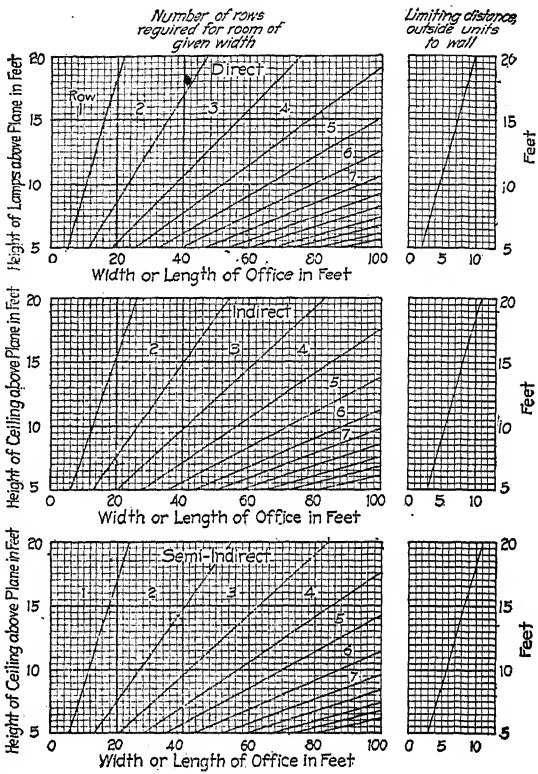 Number of rows
required for room of
given width
Limiting distance,
outside units
to wall
Height of Lamps above Plane in Feet
20
15
10
5
Row
1
2
Direct
3
4
5
6
7
0 20 40 60 80 100
Width or Length of Office in Feet
20
15
10
5
Feet
0 5 10
Height of Ceiling above Plane in Feet
20
15
10
5
Indirect
2
3
4
5
6
7
0 20 40 60 80 100
Width or Length of Office in Feet
20
15
10
5
Feet
0 5 10
Height of Ceiling above Plane in Feet
20
15
10
5
Semi-Indirect
1
2
3
4
5
6
7
0 20 40 60 80 100
Width or Length of Office in Feet
20
15
10
5
Feet
0 5 10